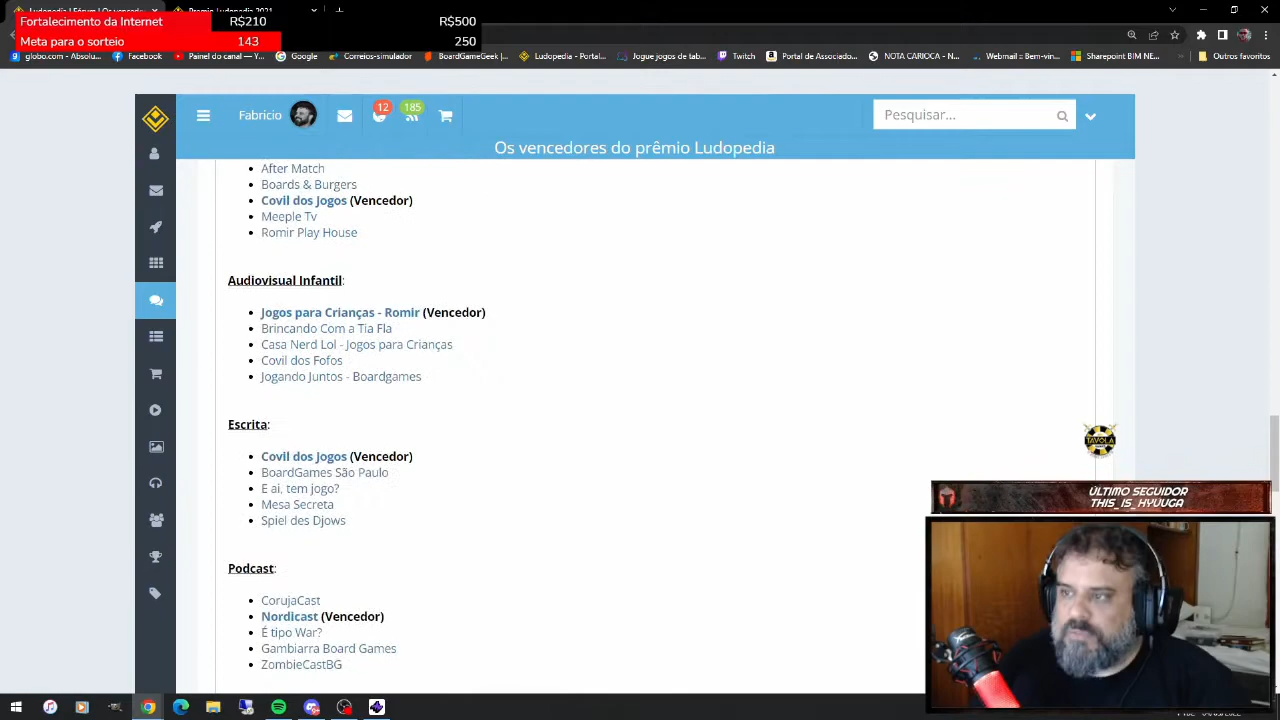 Fortalecimento da Internet R$210 R$500
Meta para o sorteio 143 250
globo.com - Absolu... Facebook Painel do canal — Y... Google Correios-simulador BoardGameGeek Ludopedia - Portal... Jogue jogos de tab... Twitch Portal de Associado... NOTA CARIOCA - N... Webmail :: Bem-vin... Sharepoint BIM NE... Outros favoritos
Fabricio 12 185 Pesquisar...
Os vencedores do prêmio Ludopedia
After Match
Boards & Burgers
Covil dos Jogos (Vencedor)
Meeple Tv
Romir Play House
Audiovisual Infantil:
Jogos para Crianças - Romir (Vencedor)
Brincando Com a Tia Fla
Casa Nerd Lol - Jogos para Crianças
Covil dos Fofos
Jogando Juntos - Boardgames
Escrita:
Covil dos Jogos (Vencedor)
BoardGames São Paulo
E ai, tem jogo?
Mesa Secreta
Spiel des Djows
TAVOLA
ÚLTIMO SEGUIDOR
THIS_IS_HYUUGA
Podcast:
CorujaCast
Nordicast (Vencedor)
É tipo War?
Gambiarra Board Games
ZombieCastBG